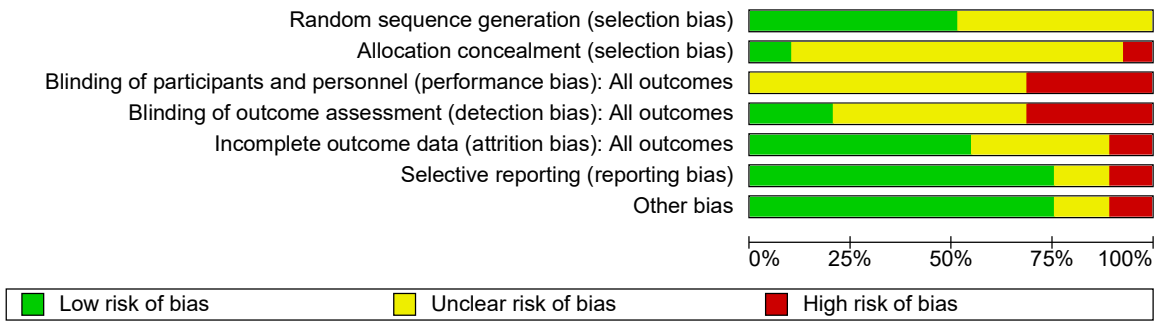 Random sequence generation (selection bias)
Allocation concealment (selection bias)
Blinding of participants and personnel (performance bias): All outcomes
Blinding of outcome assessment (detection bias): All outcomes
Incomplete outcome data (attrition bias): All outcomes
Selective reporting (reporting bias)
Other bias
0% 25% 50% 75% 100%
Low risk of bias Unclear risk of bias High risk of bias